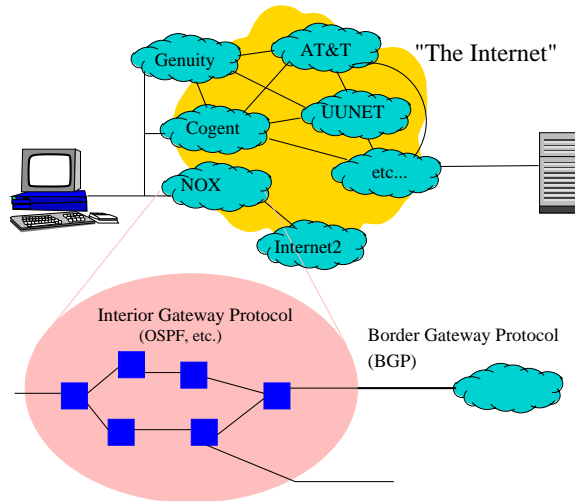 Genuity
AT&T
"The Internet"
Cogent
UUNET
NOX
etc...
Internet2
Interior Gateway Protocol
(OSPF, etc.)
Border Gateway Protocol
(BGP)